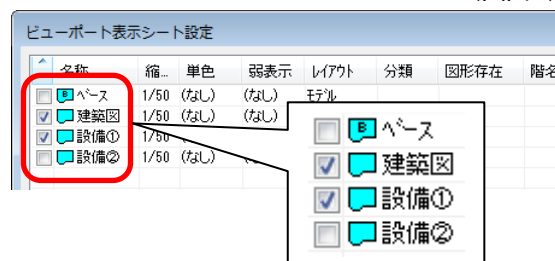 ビューポート表示シート設定
名称 縮... 単色 弱表示 レイアウト 分類 図形存在 階名
B ベース 1/50 (なし) (なし) モデル
建築図 1/50 (なし) (なし)
設備① 1/50
設備② 1/50 (なし)
B ベース
建築図
設備①
設備②